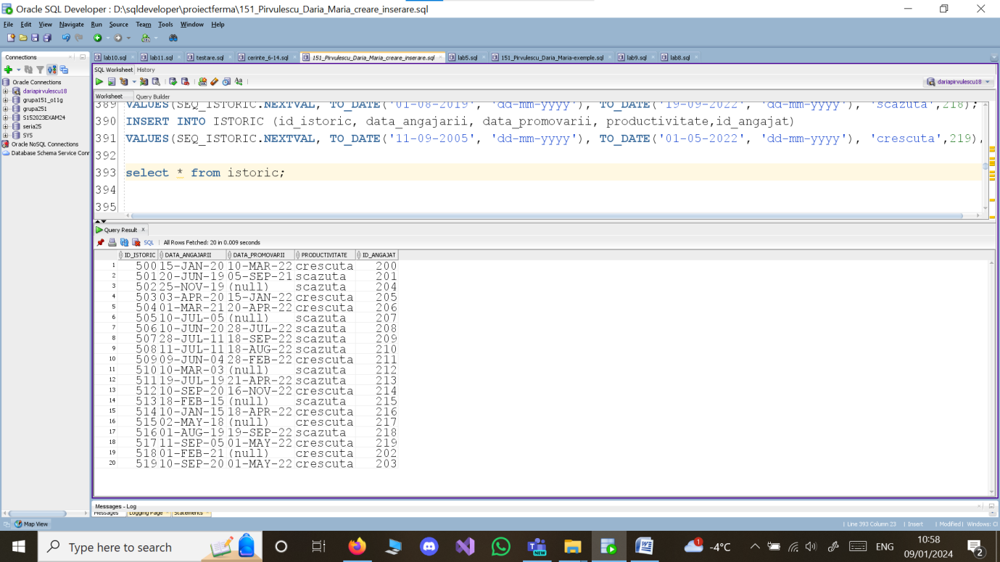 Oracle SQL Developer : D:\sqldeveloper\proiectferma\151_Pirvulescu_Daria_Maria_creare_inserare.sql
File Edit View Navigate Run Source Team Tools Window Help
Connections
Oracle Connections
dariapirvulescu18
grupa151_o11g
grupa251
S152023EXAM24
seria25
SYS
Oracle NoSQL Connections
Database Schema Service Conn
lab10.sql lab11.sql testare.sql cerinte_6-14.sql 151_Pirvulescu_Daria_Maria_creare_inserare.sql lab5.sql 151_Pirvulescu_Daria_Maria-exemple.sql lab9.sql lab8.sql
SQL Worksheet History
dariapirvulescu18
Worksheet Query Builder
389 VALUES(SEQ_ISTORIC.NEXTVAL, TO_DATE('01-08-2019', 'dd-mm-yyyy'), TO_DATE('19-09-2022', 'dd-mm-yyyy'), 'scazuta',218);
390 INSERT INTO ISTORIC (id_istoric, data_angajarii, data_promovarii, productivitate,id_angajat)
391 VALUES(SEQ_ISTORIC.NEXTVAL, TO_DATE('11-09-2005', 'dd-mm-yyyy'), TO_DATE('01-05-2022', 'dd-mm-yyyy'), 'crescuta',219)
392
393 select * from istoric;
394
395
Query Result x
SQL | All Rows Fetched: 20 in 0.009 seconds
ID_ISTORIC DATA_ANGAJARII DATA_PROMOVARII PRODUCTIVITATE ID_ANGAJAT
1 500 15-JAN-20 10-MAR-22 crescuta 200
2 501 20-JUN-19 05-SEP-21 scazuta 201
3 502 25-NOV-19 (null) scazuta 204
4 503 03-APR-20 15-JAN-22 crescuta 205
5 504 01-MAR-21 20-APR-22 crescuta 206
6 505 10-JUL-05 (null) scazuta 207
7 506 10-JUN-20 28-JUL-22 scazuta 208
8 507 28-JUL-11 18-SEP-22 scazuta 209
9 508 11-JUL-11 18-AUG-22 scazuta 210
10 509 09-JUN-04 28-FEB-22 crescuta 211
11 510 10-MAR-03 (null) scazuta 212
12 511 19-JUL-19 21-APR-22 scazuta 213
13 512 10-SEP-20 16-NOV-22 crescuta 214
14 513 18-FEB-15 (null) scazuta 215
15 514 10-JAN-15 18-APR-22 crescuta 216
16 515 02-MAY-18 (null) crescuta 217
17 516 01-AUG-19 19-SEP-22 scazuta 218
18 517 11-SEP-05 01-MAY-22 crescuta 219
19 518 01-FEB-21 (null) crescuta 202
20 519 10-SEP-20 01-MAY-22 crescuta 203
Messages - Log
Messages Logging Page Statements
Map View
Line 393 Column 23 | Insert | Modified | Windows: CI
Type here to search
NEW
1 -4°C
ENG
10:58
09/01/2024
2